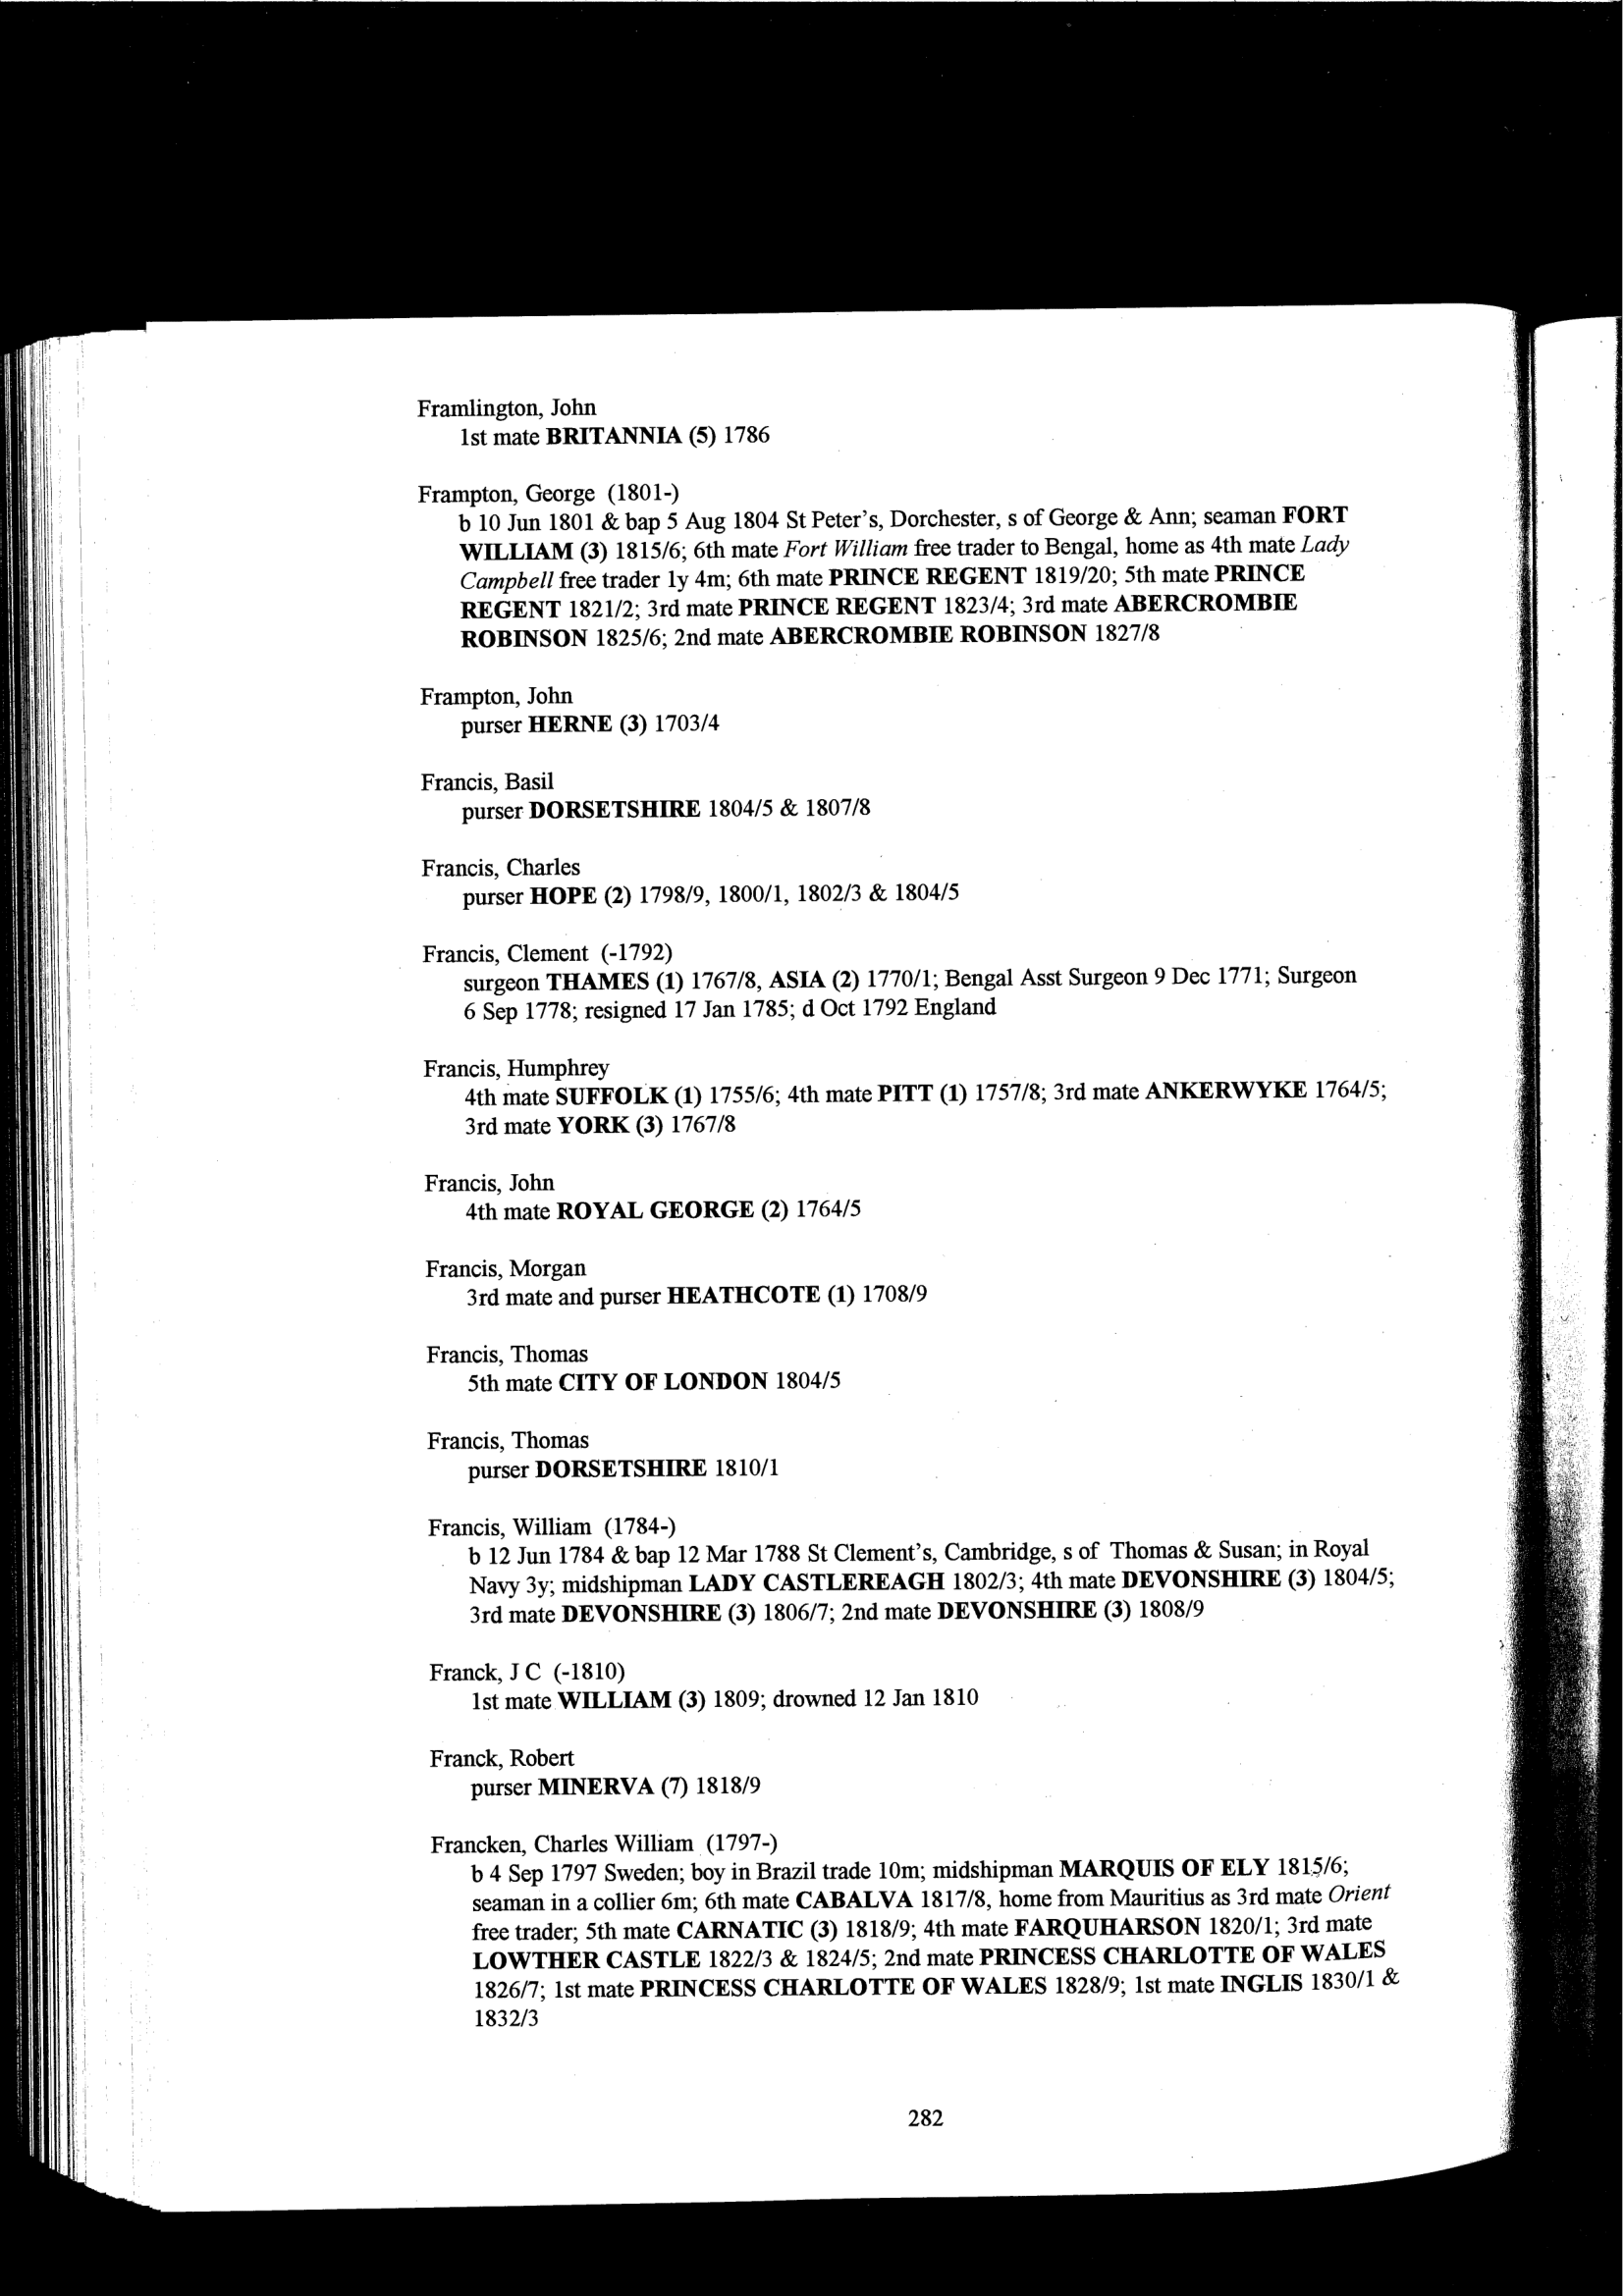 Framlington, John
1st mate BRITANNIA (5) 1786
Frampton, George (1801-)
b 10 Jun 1801 & bap 5 Aug 1804 St Peter's, Dorchester, s of George & Ann; seaman FORT
WILLIAM (3) 1815/6; 6th mate Fort William free trader to Bengal, home as 4th mate Lady
Campbell free trader 1y 4m; 6th mate PRINCE REGENT 1819/20; 5th mate PRINCE
REGENT 1821/2; 3rd mate PRINCE REGENT 1823/4; 3rd mate ABERCROMBIE
ROBINSON 1825/6; 2nd mate ABERCROMBIE ROBINSON 1827/8
Frampton, John
purser HERNE (3) 1703/4
Francis, Basil
purser DORSETSHIRE 1804/5 & 1807/8
Francis, Charles
purser HOPE (2) 1798/9, 1800/1, 1802/3 & 1804/5
Francis, Clement (-1792)
surgeon THAMES (1) 1767/8, ASIA (2) 1770/1; Bengal Asst Surgeon 9 Dec 1771; Surgeon
6 Sep 1778; resigned 17 Jan 1785; d Oct 1792 England
Francis, Humphrey
4th mate SUFFOLK (1) 1755/6; 4th mate PITT (1) 1757/8; 3rd mate ANKERWYKE 1764/5;
3rd mate YORK (3) 1767/8
Francis, John
4th mate ROYAL GEORGE (2) 1764/5
Francis, Morgan
3rd mate and purser HEATHCOTE (1) 1708/9
Francis, Thomas
5th mate CITY OF LONDON 1804/5
Francis, Thomas
purser DORSETSHIRE 1810/1
Francis, William (1784-)
b 12 Jun 1784 & bap 12 Mar 1788 St Clement's, Cambridge, s of Thomas & Susan; in Royal
Navy 3y; midshipman LADY CASTLEREAGH 1802/3; 4th mate DEVONSHIRE (3) 1804/5;
3rd mate DEVONSHIRE (3) 1806/7; 2nd mate DEVONSHIRE (3) 1808/9
Franck, J C (-1810)
1st mate WILLIAM (3) 1809; drowned 12 Jan 1810
Franck, Robert
purser MINERVA (7) 1818/9
Francken, Charles William (1797-)
b 4 Sep 1797 Sweden; boy in Brazil trade 10m; midshipman MARQUIS OF ELY 1815/6;
seaman in a collier 6m; 6th mate CABALVA 1817/8, home from Mauritius as 3rd mate Orient
free trader; 5th mate CARNATIC (3) 1818/9; 4th mate FARQUHARSON 1820/1; 3rd mate
LOWTHER CASTLE 1822/3 & 1824/5; 2nd mate PRINCESS CHARLOTTE OF WALES
1826/7; 1st mate PRINCESS CHARLOTTE OF WALES 1828/9; 1st mate INGLIS 1830/1 &
1832/3
282